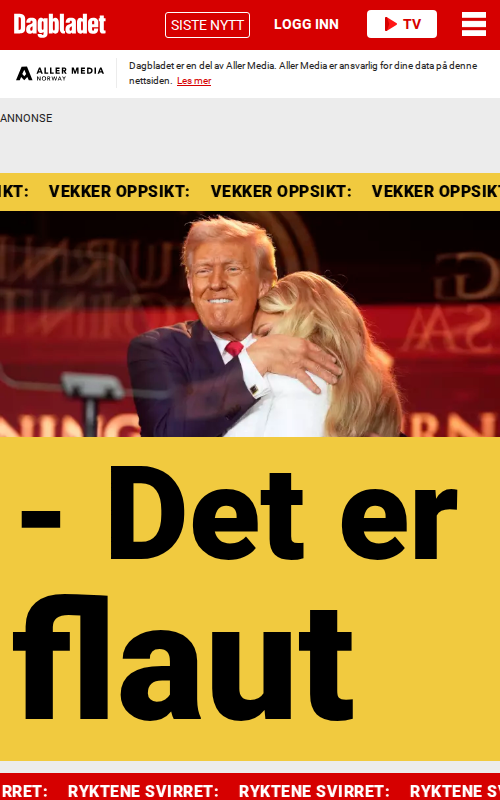 Dagbladet SISTE NYTT LOGG INN TV
ALLER MEDIA
NORWAY
Dagbladet er en del av Aller Media. Aller Media er ansvarlig for dine data på denne
nettsiden. Les mer
ANNONSE
IKT: VEKKER OPPSIKT: VEKKER OPPSIKT: VEKKER OPPSIKT
- Det er
flaut
RRET: RYKTENE SVIRRET: RYKTENE SVIRRET: RYKTENE S